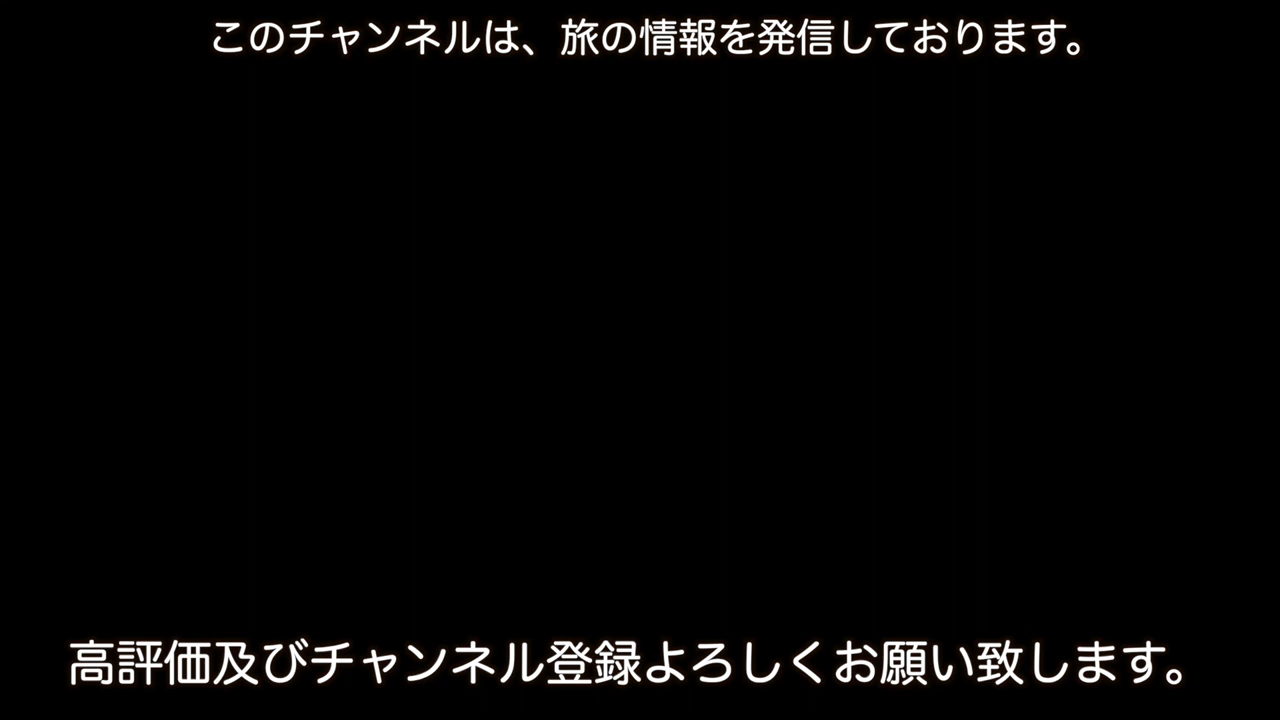 このチャンネルは、旅の情報を発信しております。
高評価及びチャンネル登録よろしくお願い致します。